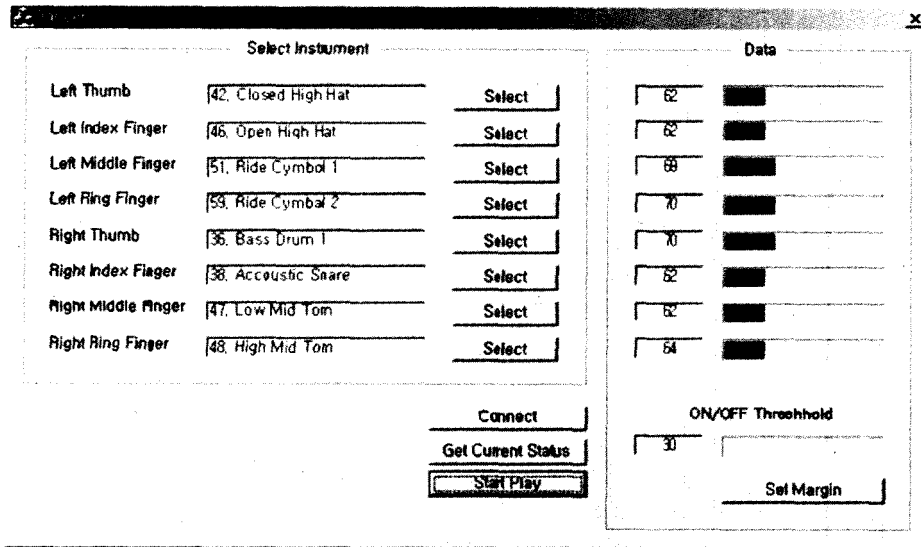 Select Instrument
Data
Left Thumb 42, Closed High Hat Select 62
Left Index Finger 46, Open High Hat Select 62
Left Middle Finger 51, Ride Cymbol 1 Select 69
Left Ring Finger 59, Ride Cymbal 2 Select 70
Right Thumb 36, Bass Drum 1 Select 70
Right Index Finger 38, Accoustic Snare Select 62
Right Middle Finger 47, Low Mid Tom Select 62
Right Ring Finger 48, High Mid Tom Select 64
Connect
ON/OFF Threshhold
Get Current Status 30
Start Play
Set Margin